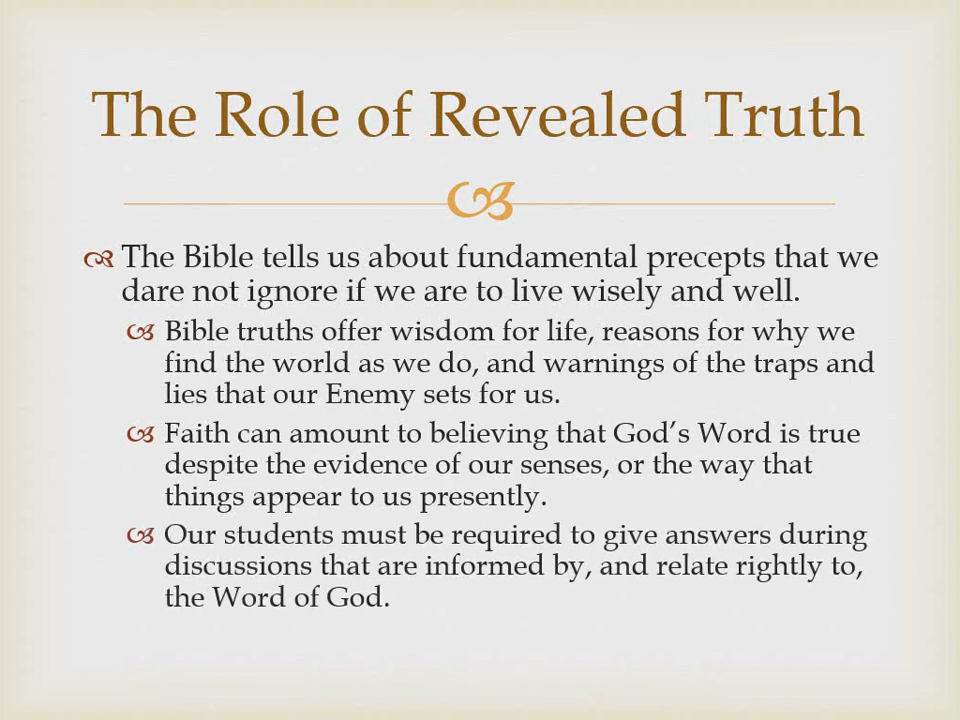 The Role of Revealed Truth
The Bible tells us about fundamental precepts that we
dare not ignore if we are to live wisely and well.
Bible truths offer wisdom for life, reasons for why we
find the world as we do, and warnings of the traps and
lies that our Enemy sets for us.
Faith can amount to believing that God’s Word is true
despite the evidence of our senses, or the way that
things appear to us presently.
Our students must be required to give answers during
discussions that are informed by, and relate rightly to,
the Word of God.